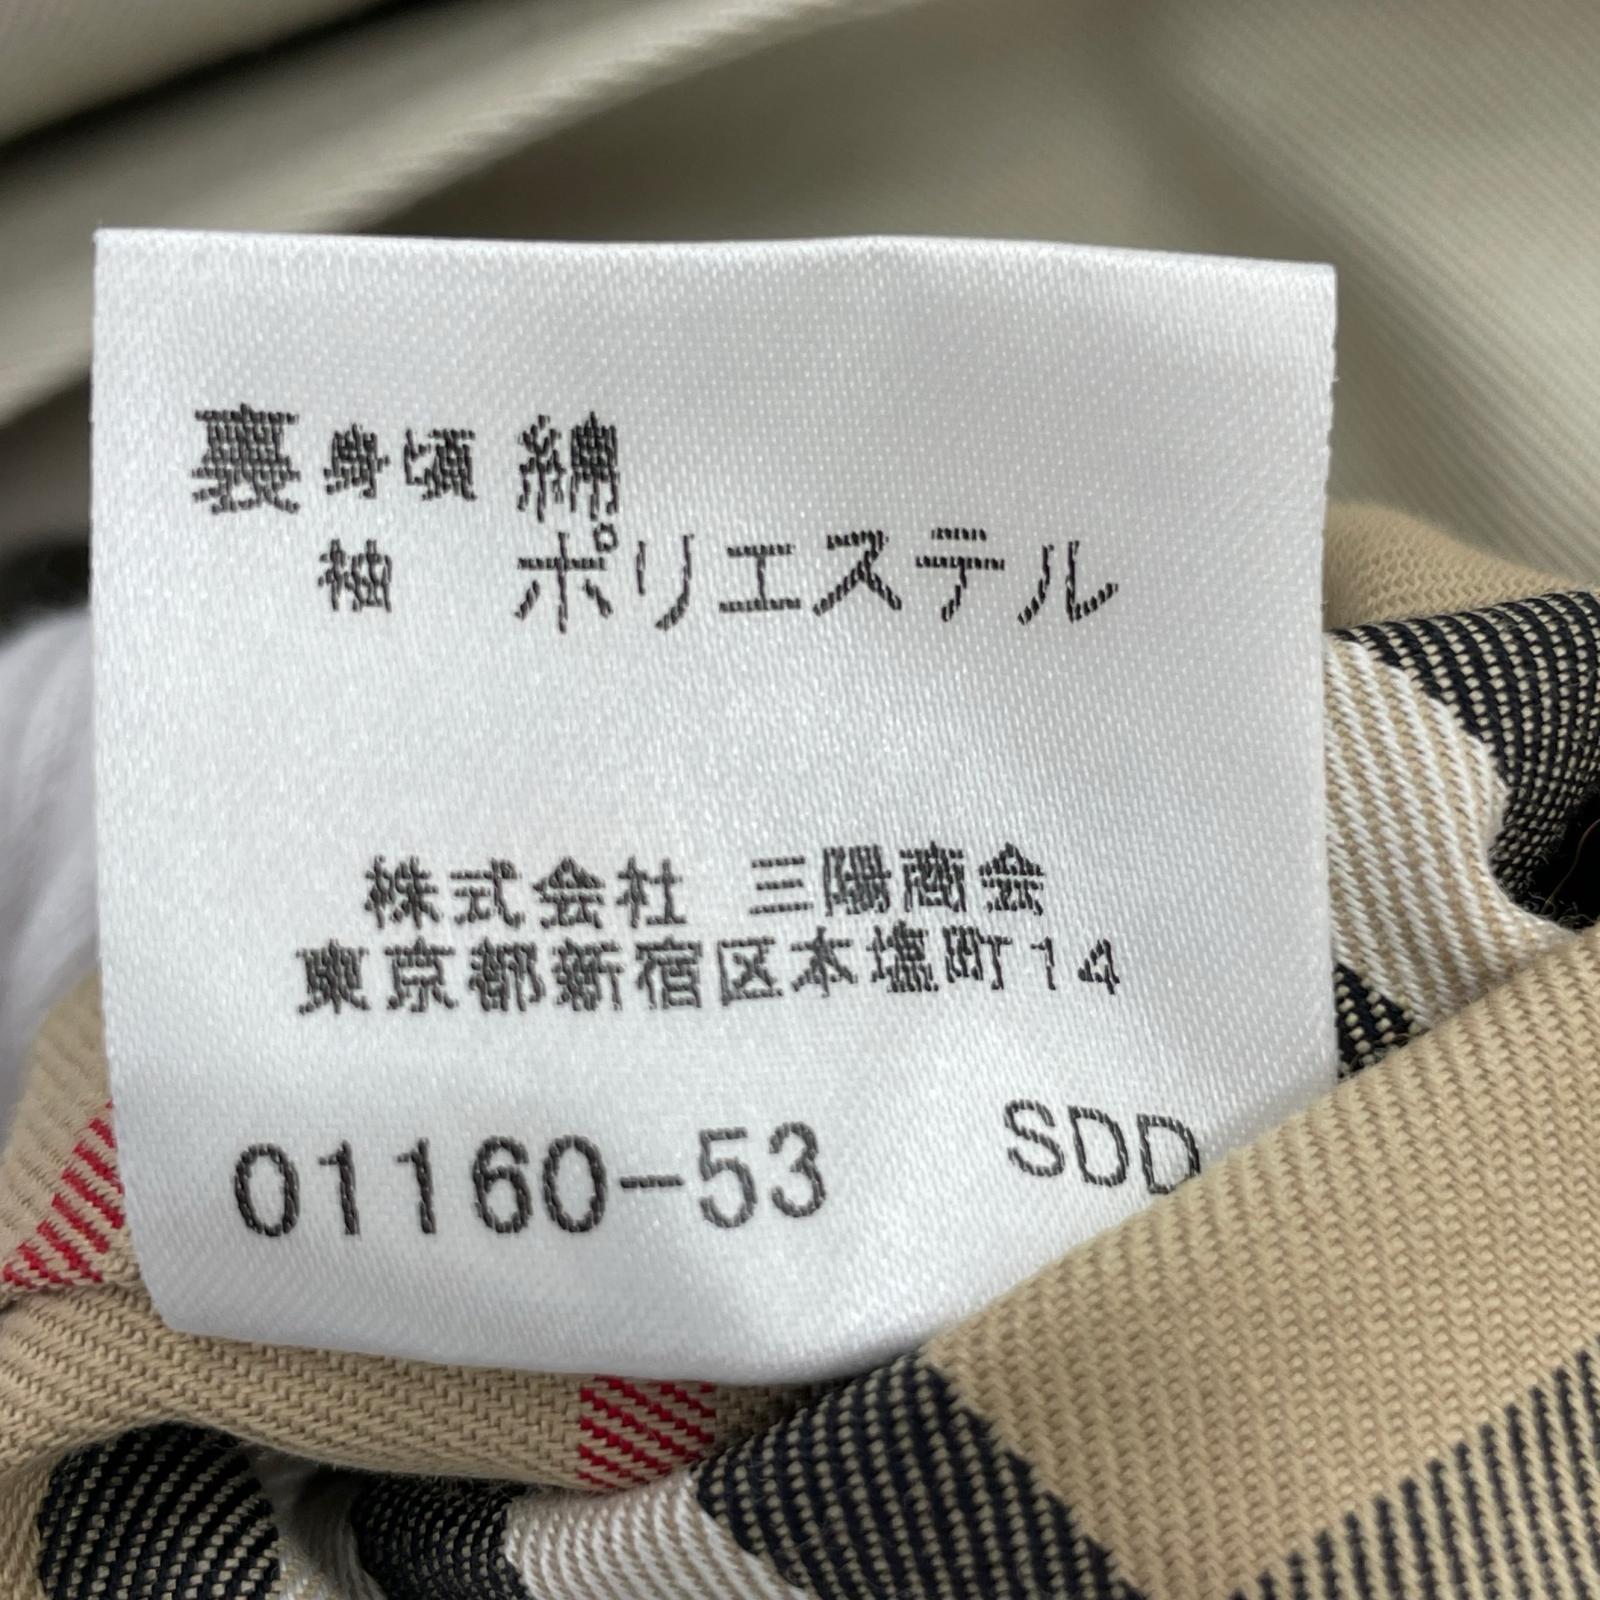 裏 身頃 綿
袖 ポリエステル
株式会社 三陽商会
東京都新宿区本塩町14
01160-53 SDD